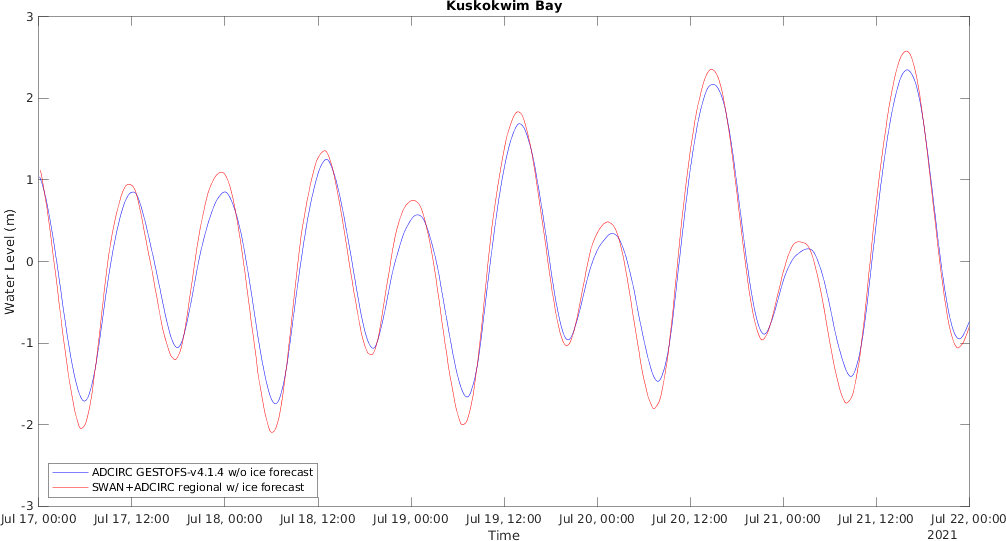 Kuskokwim Bay
Water Level (m)
3
2
1
0
-1
-2
-3
ADCIRC GESTOFS-v4.1.4 w/o ice forecast
SWAN+ADCIRC regional w/ ice forecast
Jul 17, 00:00 Jul 17, 12:00 Jul 18, 00:00 Jul 18, 12:00 Jul 19, 00:00 Jul 19, 12:00 Jul 20, 00:00 Jul 20, 12:00 Jul 21, 00:00 Jul 21, 12:00 Jul 22, 00:00
Time
2021